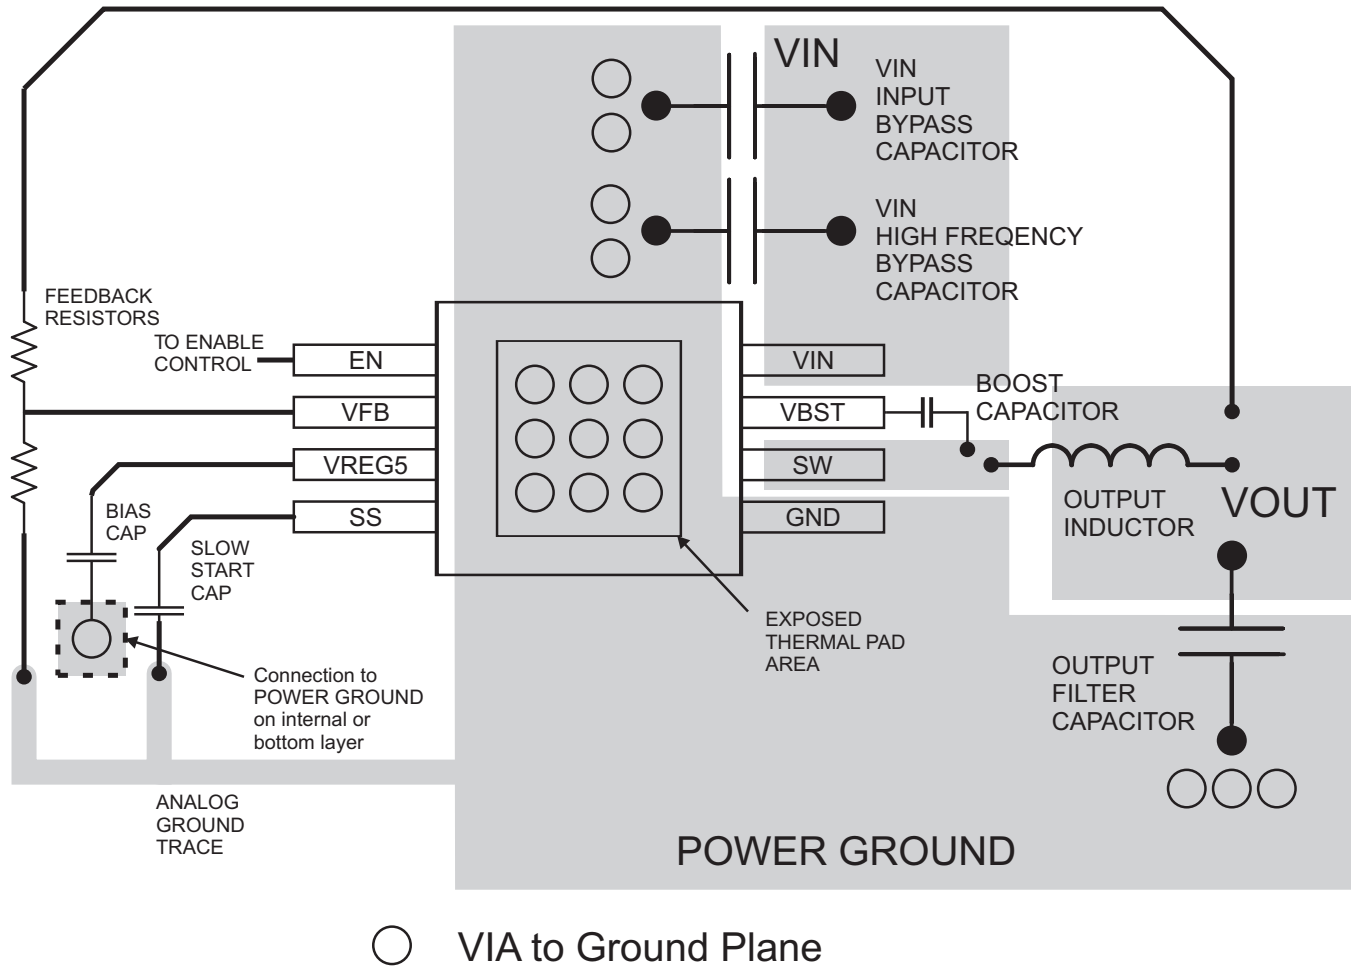 VIN
VIN
INPUT
BYPASS
CAPACITOR
VIN
HIGH FREQENCY
BYPASS
CAPACITOR
FEEDBACK
RESISTORS
TO ENABLE
CONTROL
EN
VFB
VREG5
SS
VIN
VBST
SW
GND
BOOST
CAPACITOR
OUTPUT
INDUCTOR
VOUT
BIAS
CAP
SLOW
START
CAP
EXPOSED
THERMAL PAD
AREA
Connection to
POWER GROUND
on internal or
bottom layer
OUTPUT
FILTER
CAPACITOR
ANALOG
GROUND
TRACE
POWER GROUND
VIA to Ground Plane